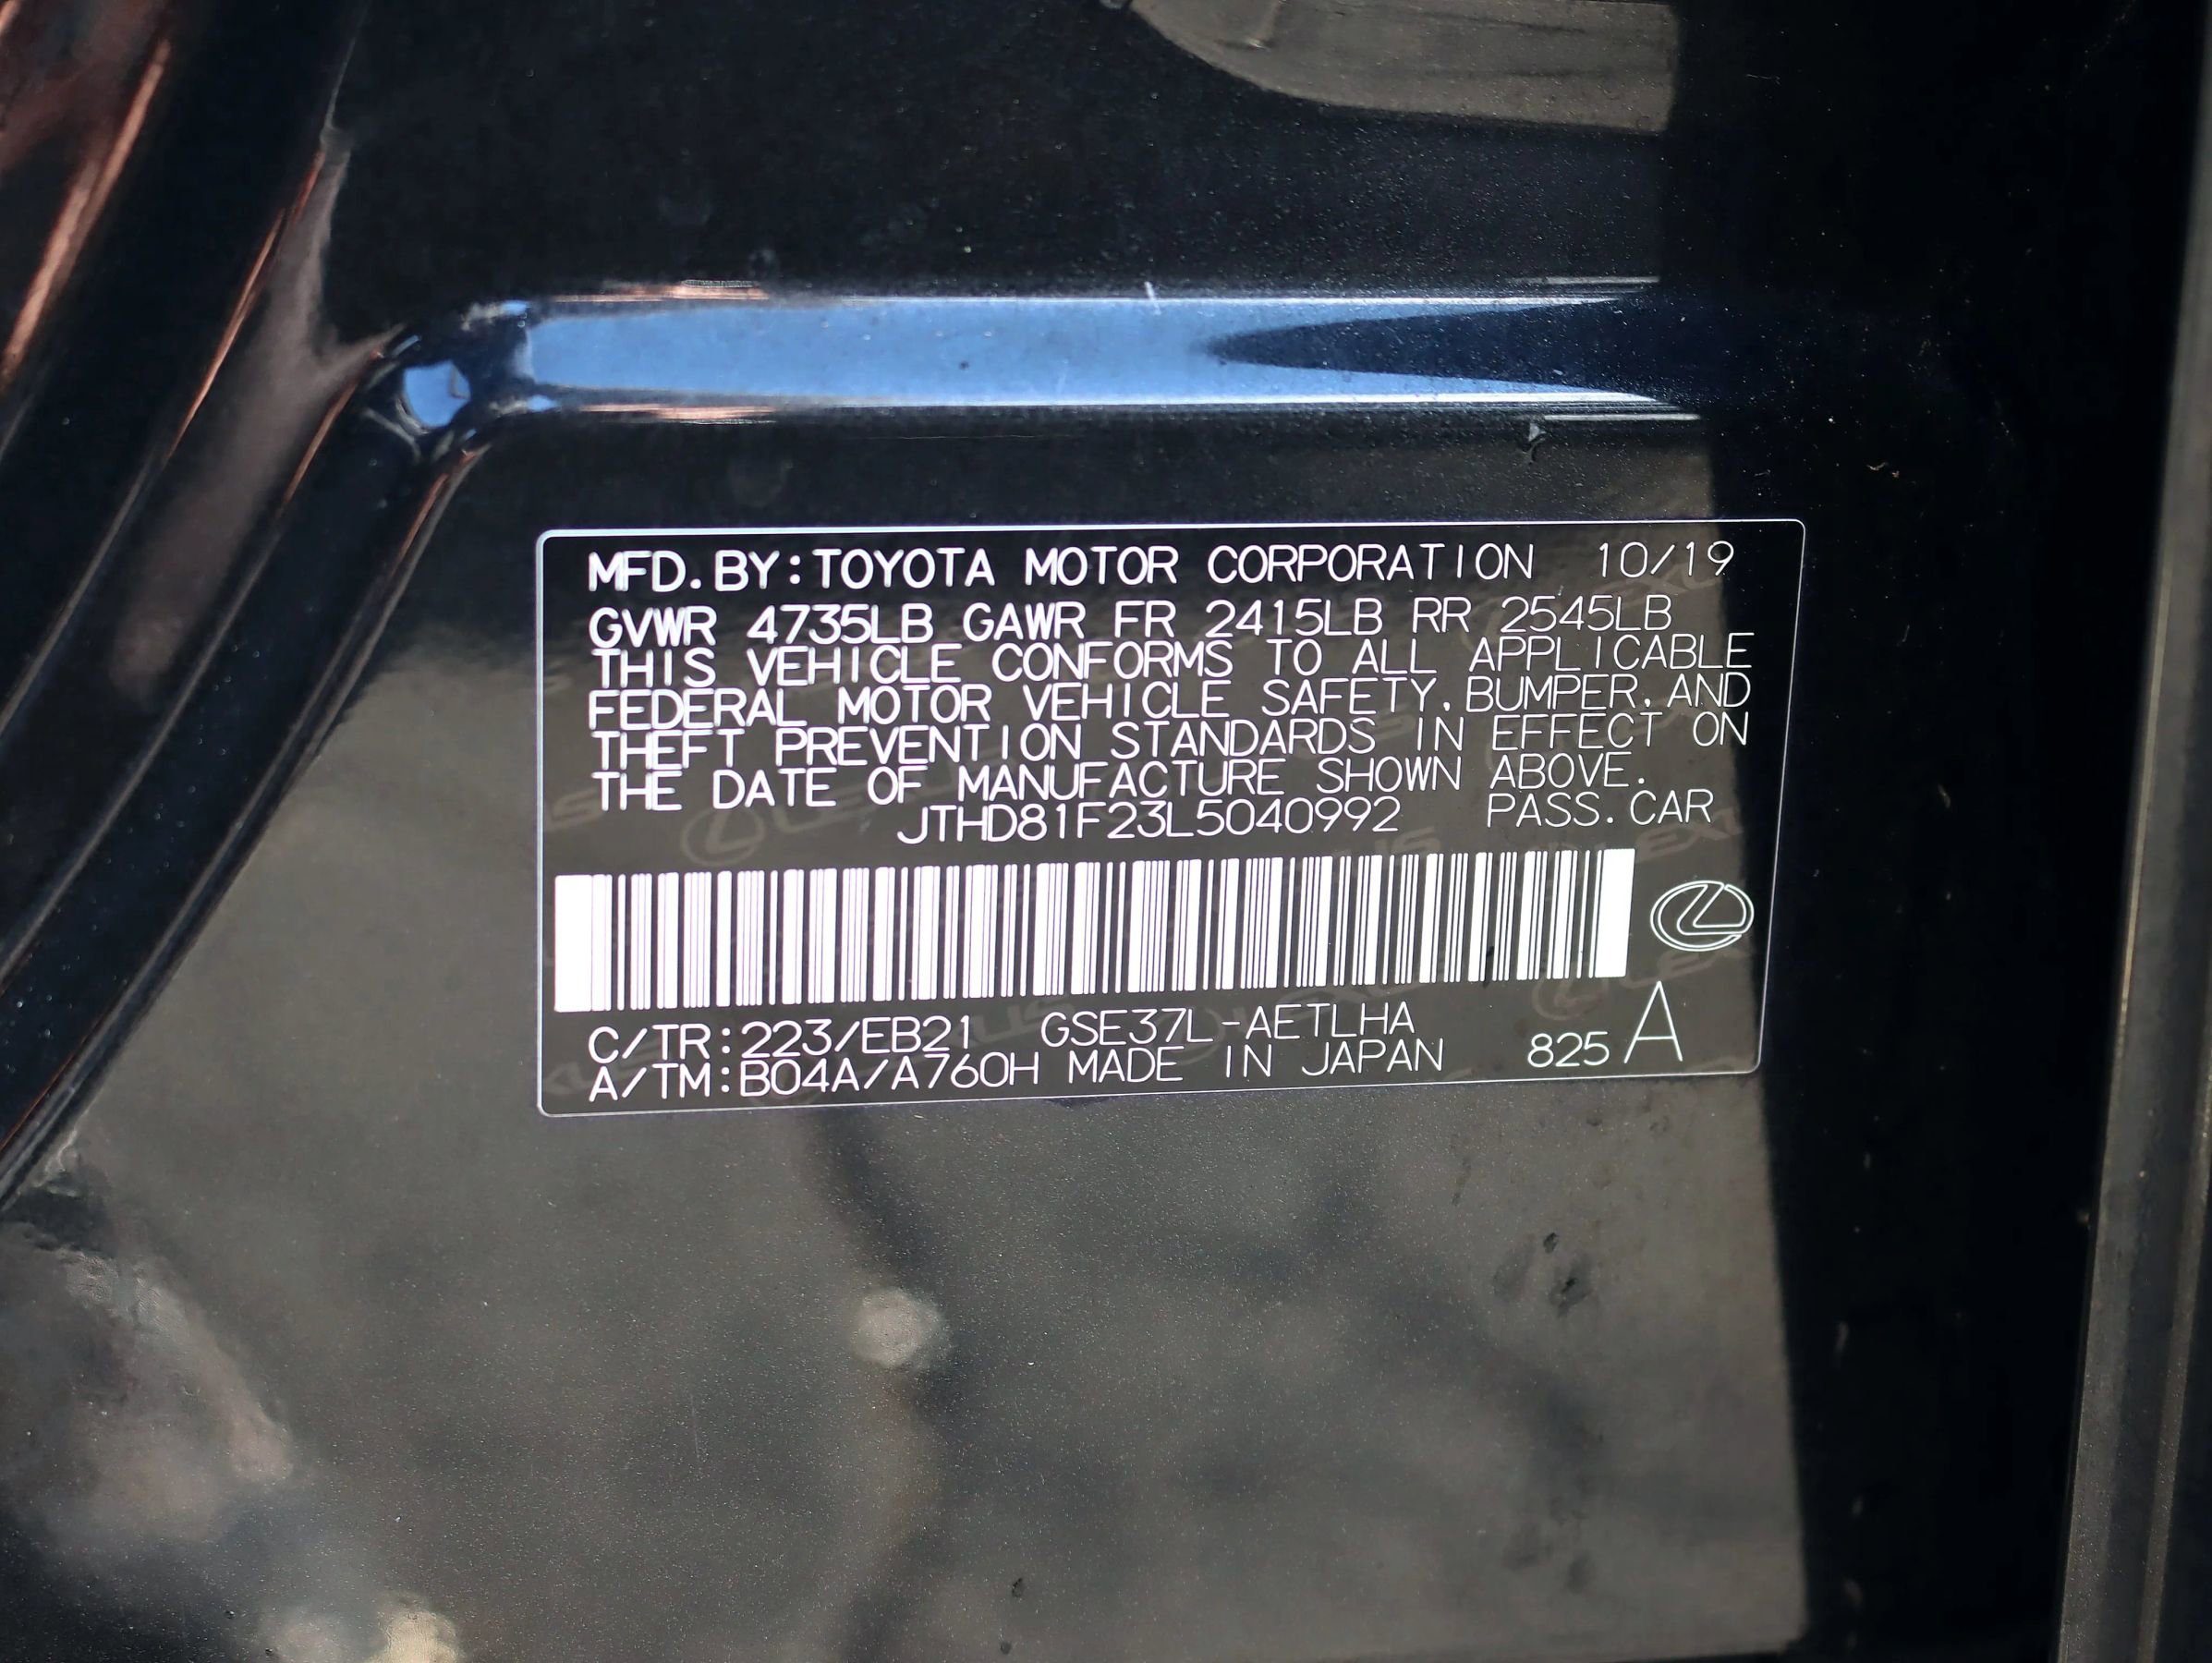 MFD.BY:TOYOTA MOTOR CORPORATION 10/19
GVWR 4735LB GAWR FR 2415LB RR 2545LB
THIS VEHICLE CONFORMS TO ALL APPLICABLE
FEDERAL MOTOR VEHICLE SAFETY, BUMPER, AND
THEFT PREVENTION STANDARDS IN EFFECT ON
THE DATE OF MANUFACTURE SHOWN ABOVE.
JTHD81F23L5040992 PASS.CAR
C/TR:223/EB21 GSE37L-AETLHA
A/TM:B04A/A760H MADE IN JAPAN 825 A